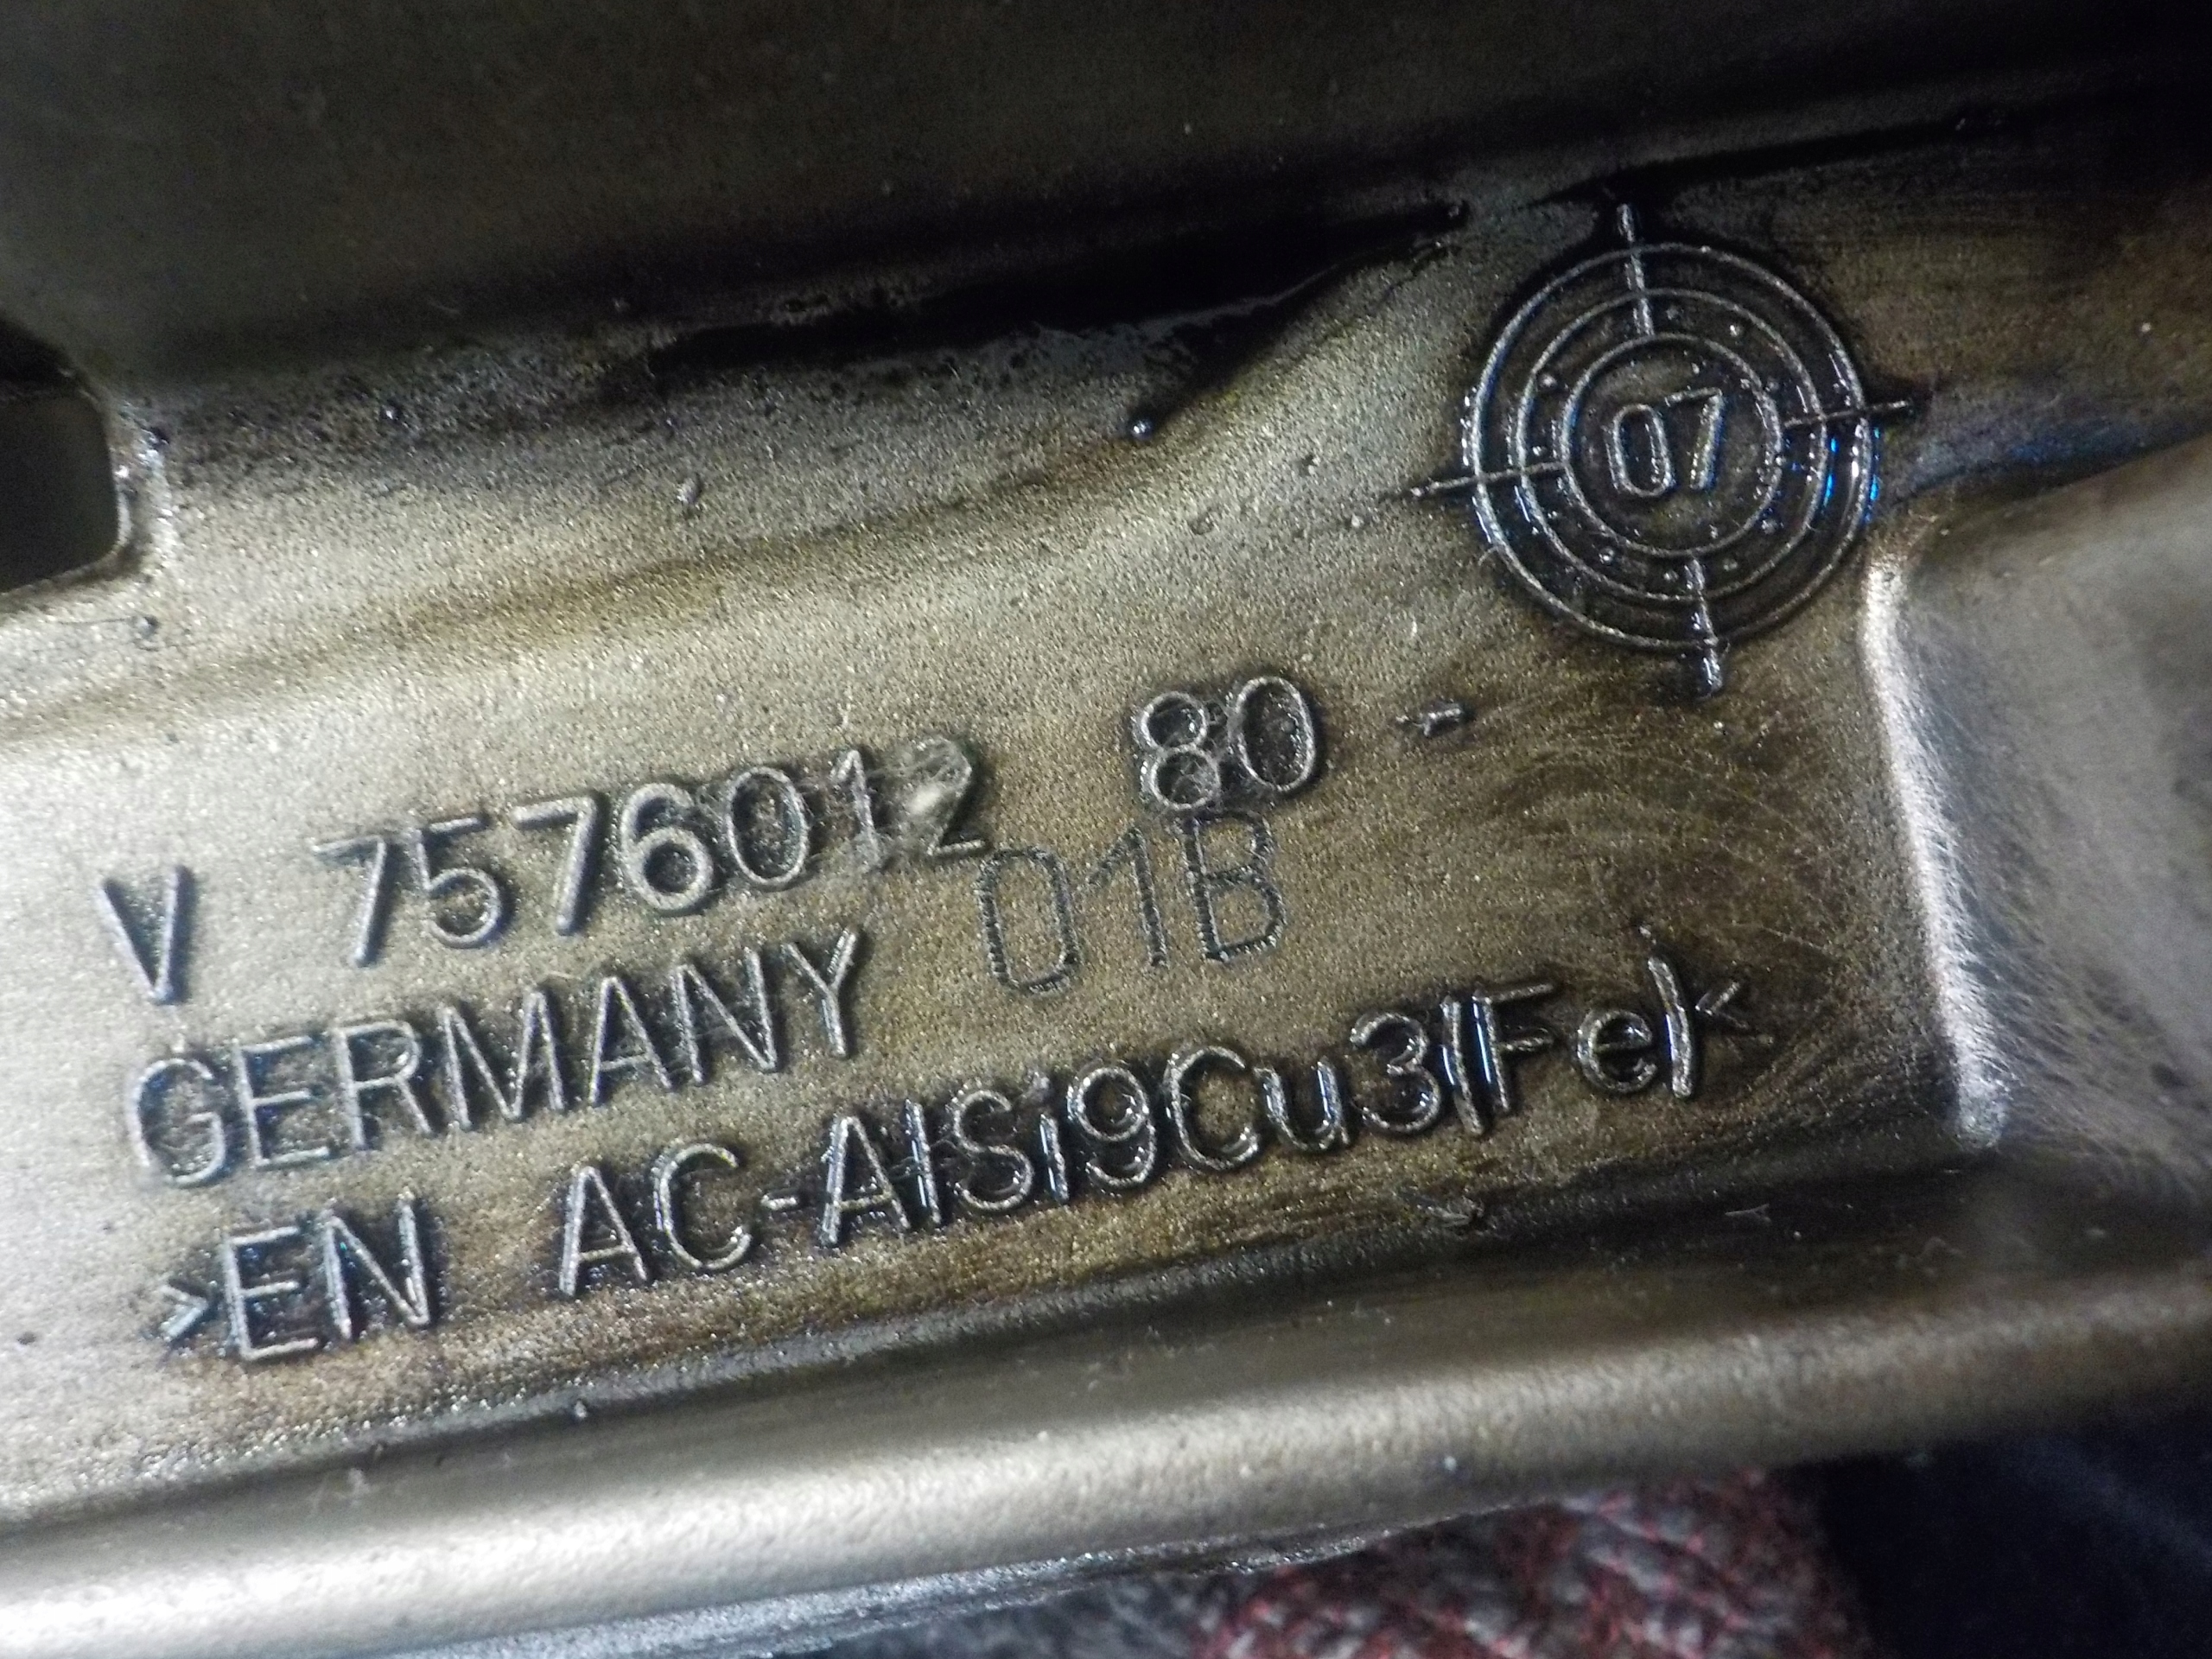 07
V 7576012 80 -
01B
GERMANY
>EN AC-AlSi9Cu3(Fe)<